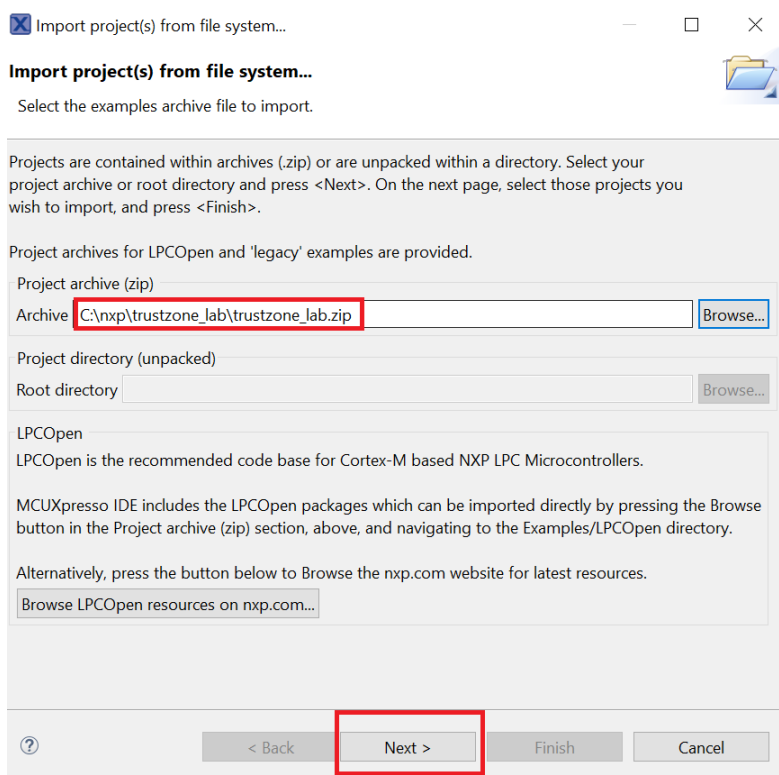 Import project(s) from file system...
Import project(s) from file system...
Select the examples archive file to import.
Projects are contained within archives (.zip) or are unpacked within a directory. Select your
project archive or root directory and press <Next>. On the next page, select those projects you
wish to import, and press <Finish>.
Project archives for LPCOpen and 'legacy' examples are provided.
Project archive (zip)
Archive C:\nxp\trustzone_lab\trustzone_lab.zip Browse...
Project directory (unpacked)
Root directory Browse...
LPCOpen
LPCOpen is the recommended code base for Cortex-M based NXP LPC Microcontrollers.
MCUXpresso IDE includes the LPCOpen packages which can be imported directly by pressing the Browse
button in the Project archive (zip) section, above, and navigating to the Examples/LPCOpen directory.
Alternatively, press the button below to Browse the nxp.com website for latest resources.
Browse LPCOpen resources on nxp.com...
? < Back Next > Finish Cancel